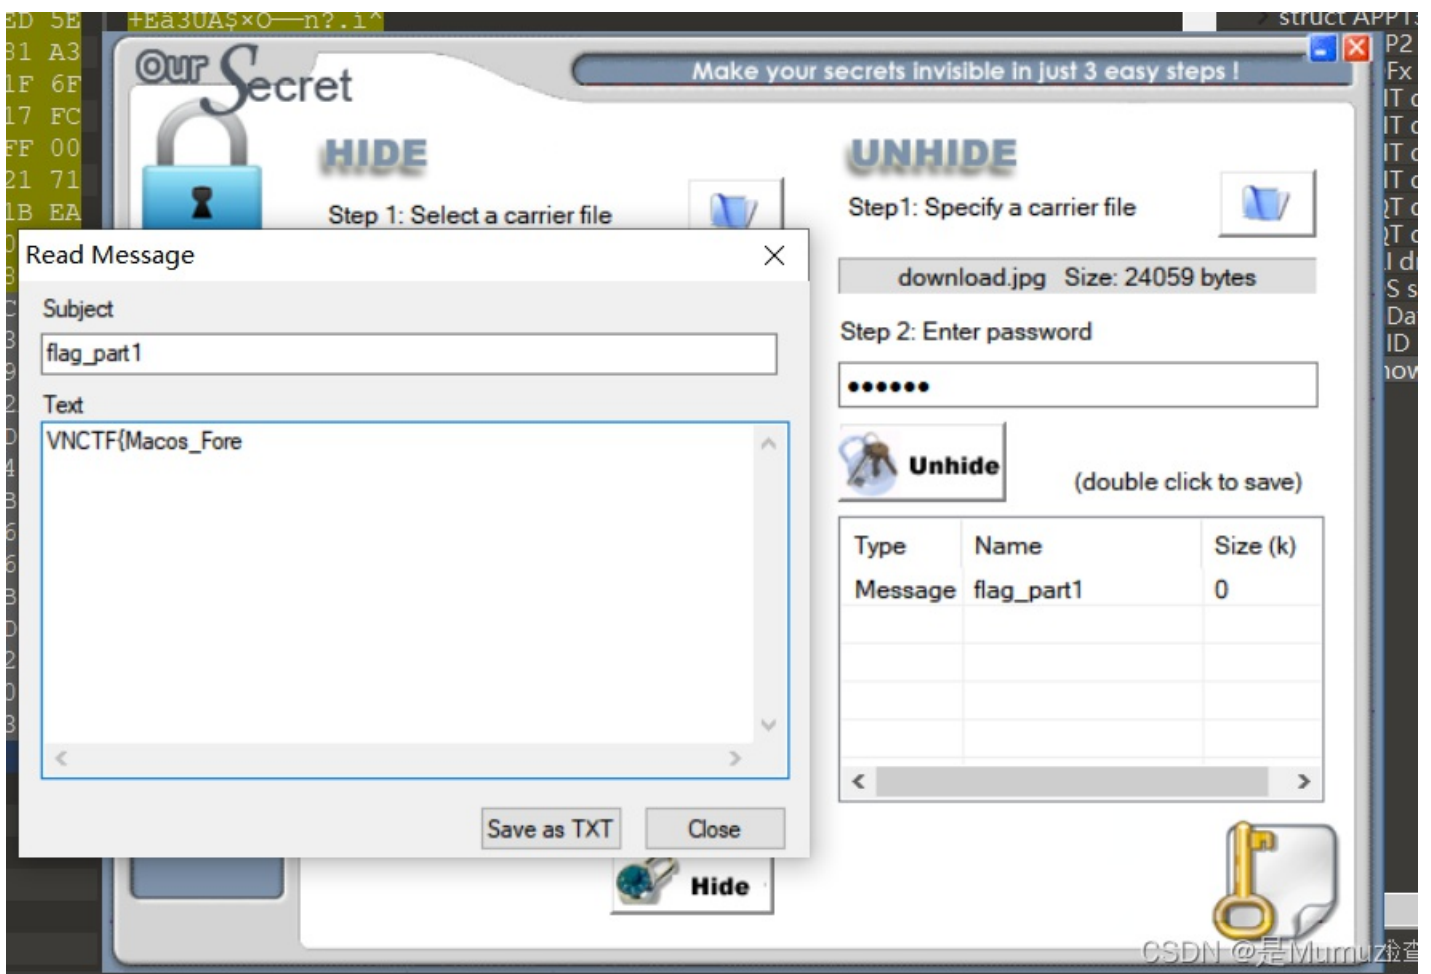 ED 5E
+Eä3UA$×O——n?.i^
struct APP13
31 A3
P2
1F 6F
Fx
17 FC
FF 00
21 71
1B EA
Our Secret
Make your secrets invisible in just 3 easy steps !
HIDE
Step 1: Select a carrier file
UNHIDE
Step1: Specify a carrier file
download.jpg Size: 24059 bytes
Step 2: Enter password
●●●●●●
Unhide
(double click to save)
Type Name Size (k)
Message flag_part1 0
Read Message
Subject
flag_part1
Text
VNCTF{Macos_Fore
Save as TXT Close
Hide
CSDN @是Mumuzi